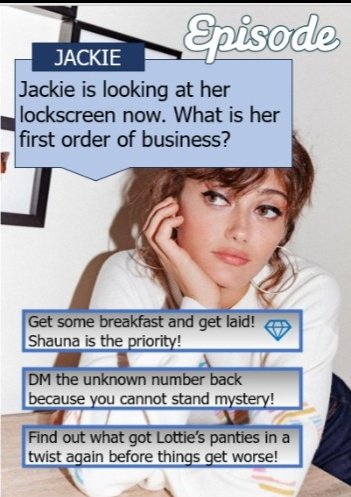 Episode
JACKIE
Jackie is looking at her
lockscreen now. What is her
first order of business?
Get some breakfast and get laid!
Shauna is the priority!
DM the unknown number back
because you cannot stand mystery!
Find out what got Lottie's panties in a
twist again before things get worse!